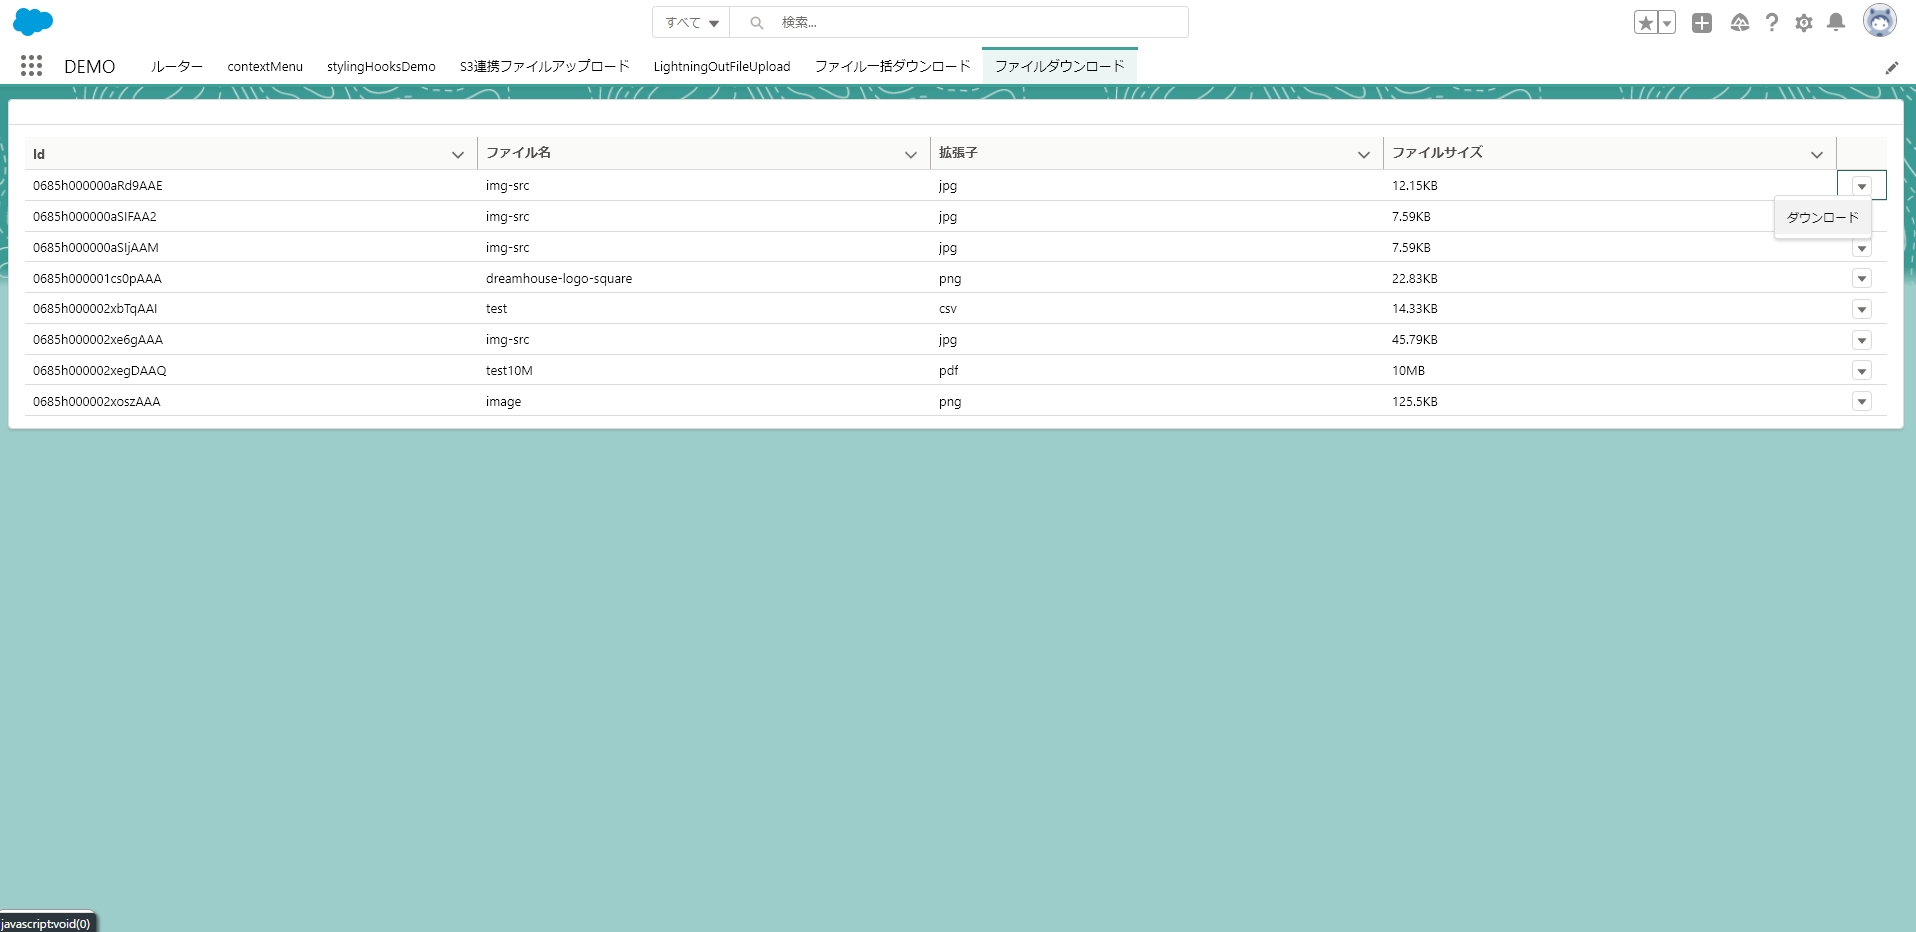 すべて
検索...
DEMO ルーター contextMenu stylingHooksDemo S3連携ファイルアップロード LightningOutFileUpload ファイル一括ダウンロード ファイルダウンロード
Id ファイル名 拡張子 ファイルサイズ
0685h000000aRd9AAE img-src jpg 12.15KB
0685h000000aSIFAA2 img-src jpg 7.59KB
ダウンロード
0685h000000aSIjAAM img-src jpg 7.59KB
0685h000001cs0pAAA dreamhouse-logo-square png 22.83KB
0685h000002xbTqAAI test csv 14.33KB
0685h000002xe6gAAA img-src jpg 45.79KB
0685h000002xegDAAQ test10M pdf 10MB
0685h000002xoszAAA image png 125.5KB
javascript:void(0)